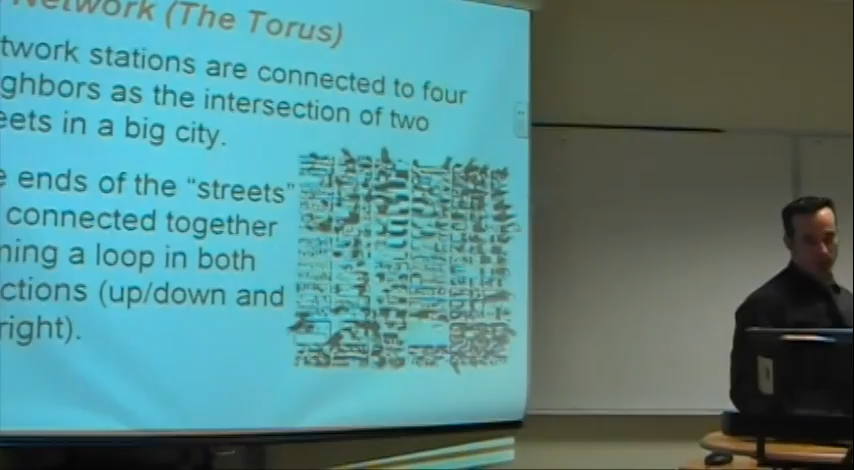 Network (The Torus)
twork stations are connected to four
ghbors as the intersection of two
eets in a big city.
e ends of the "streets"
connected together
ning a loop in both
ctions (up/down and
right).